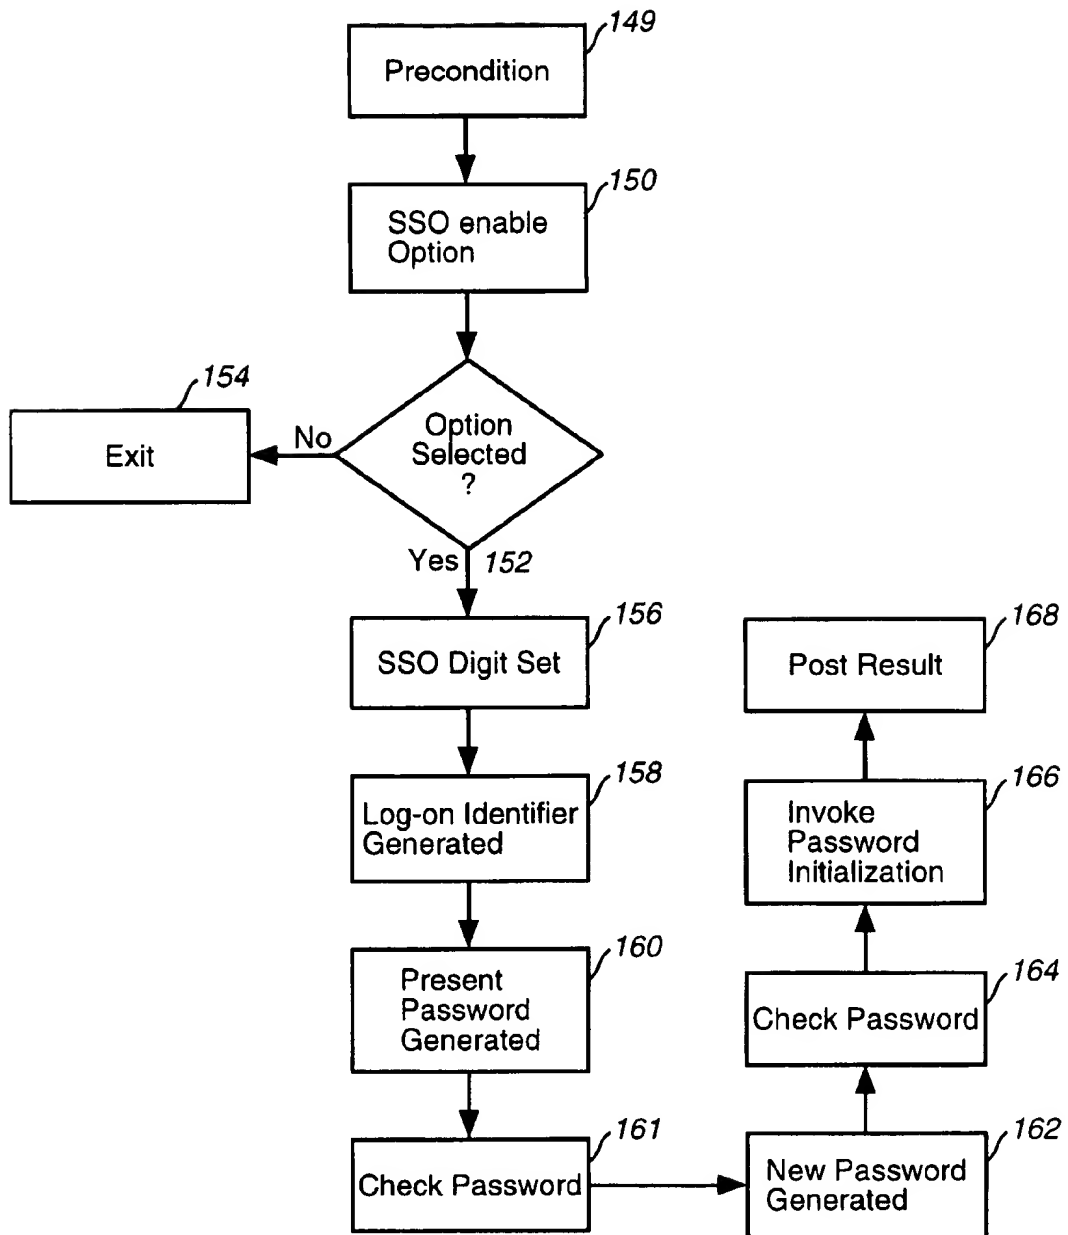 149
Precondition
150
SSO enable
Option
154
Exit
No
Option
Selected
?
Yes
152
156
SSO Digit Set
158
Log-on Identifier
Generated
160
Present
Password
Generated
161
Check Password
162
New Password
Generated
164
Check Password
166
Invoke
Password
Initialization
168
Post Result